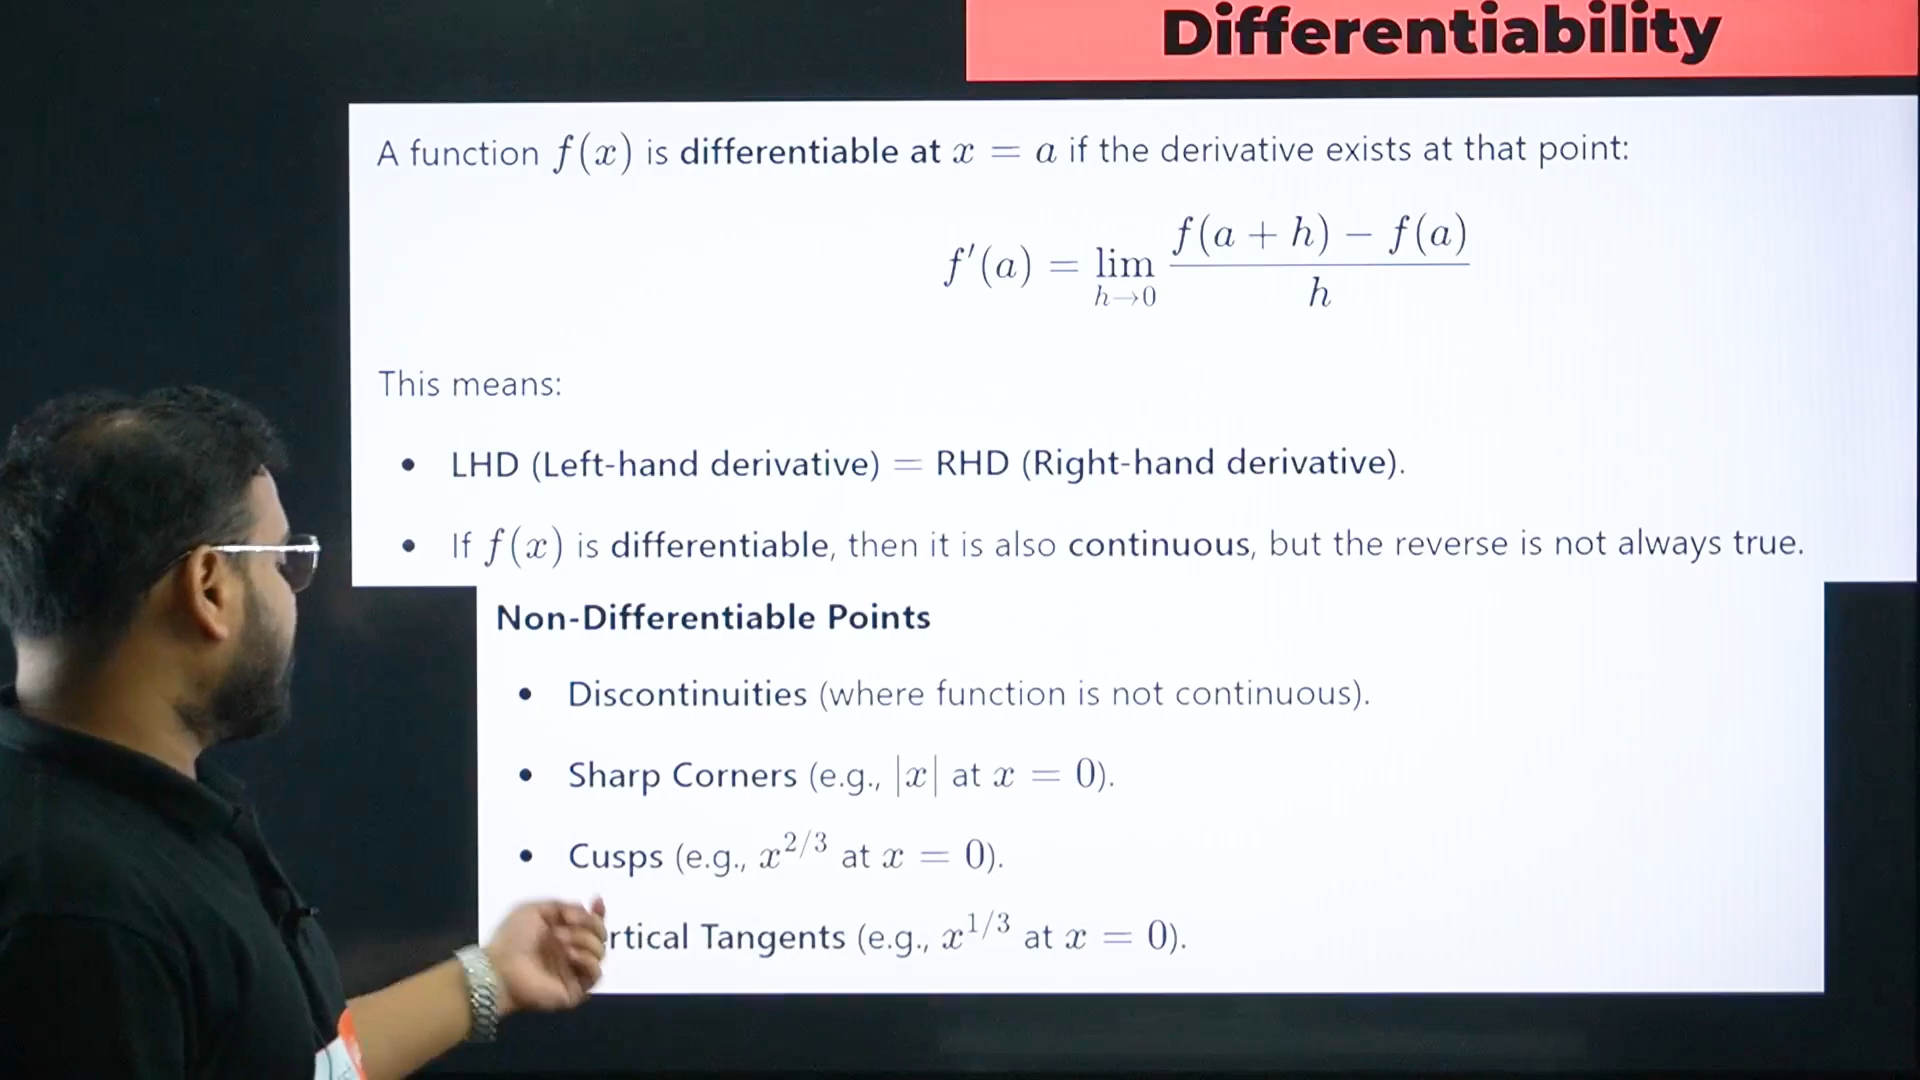 Differentiability
A function f(x) is differentiable at x = a if the derivative exists at that point:
f′(a) = lim h→0 f(a + h) − f(a) / h
This means:
• LHD (Left-hand derivative) = RHD (Right-hand derivative).
• If f(x) is differentiable, then it is also continuous, but the reverse is not always true.
Non-Differentiable Points
• Discontinuities (where function is not continuous).
• Sharp Corners (e.g., |x| at x = 0).
• Cusps (e.g., x^2/3 at x = 0).
Tangents (e.g., x^1/3 at x = 0).